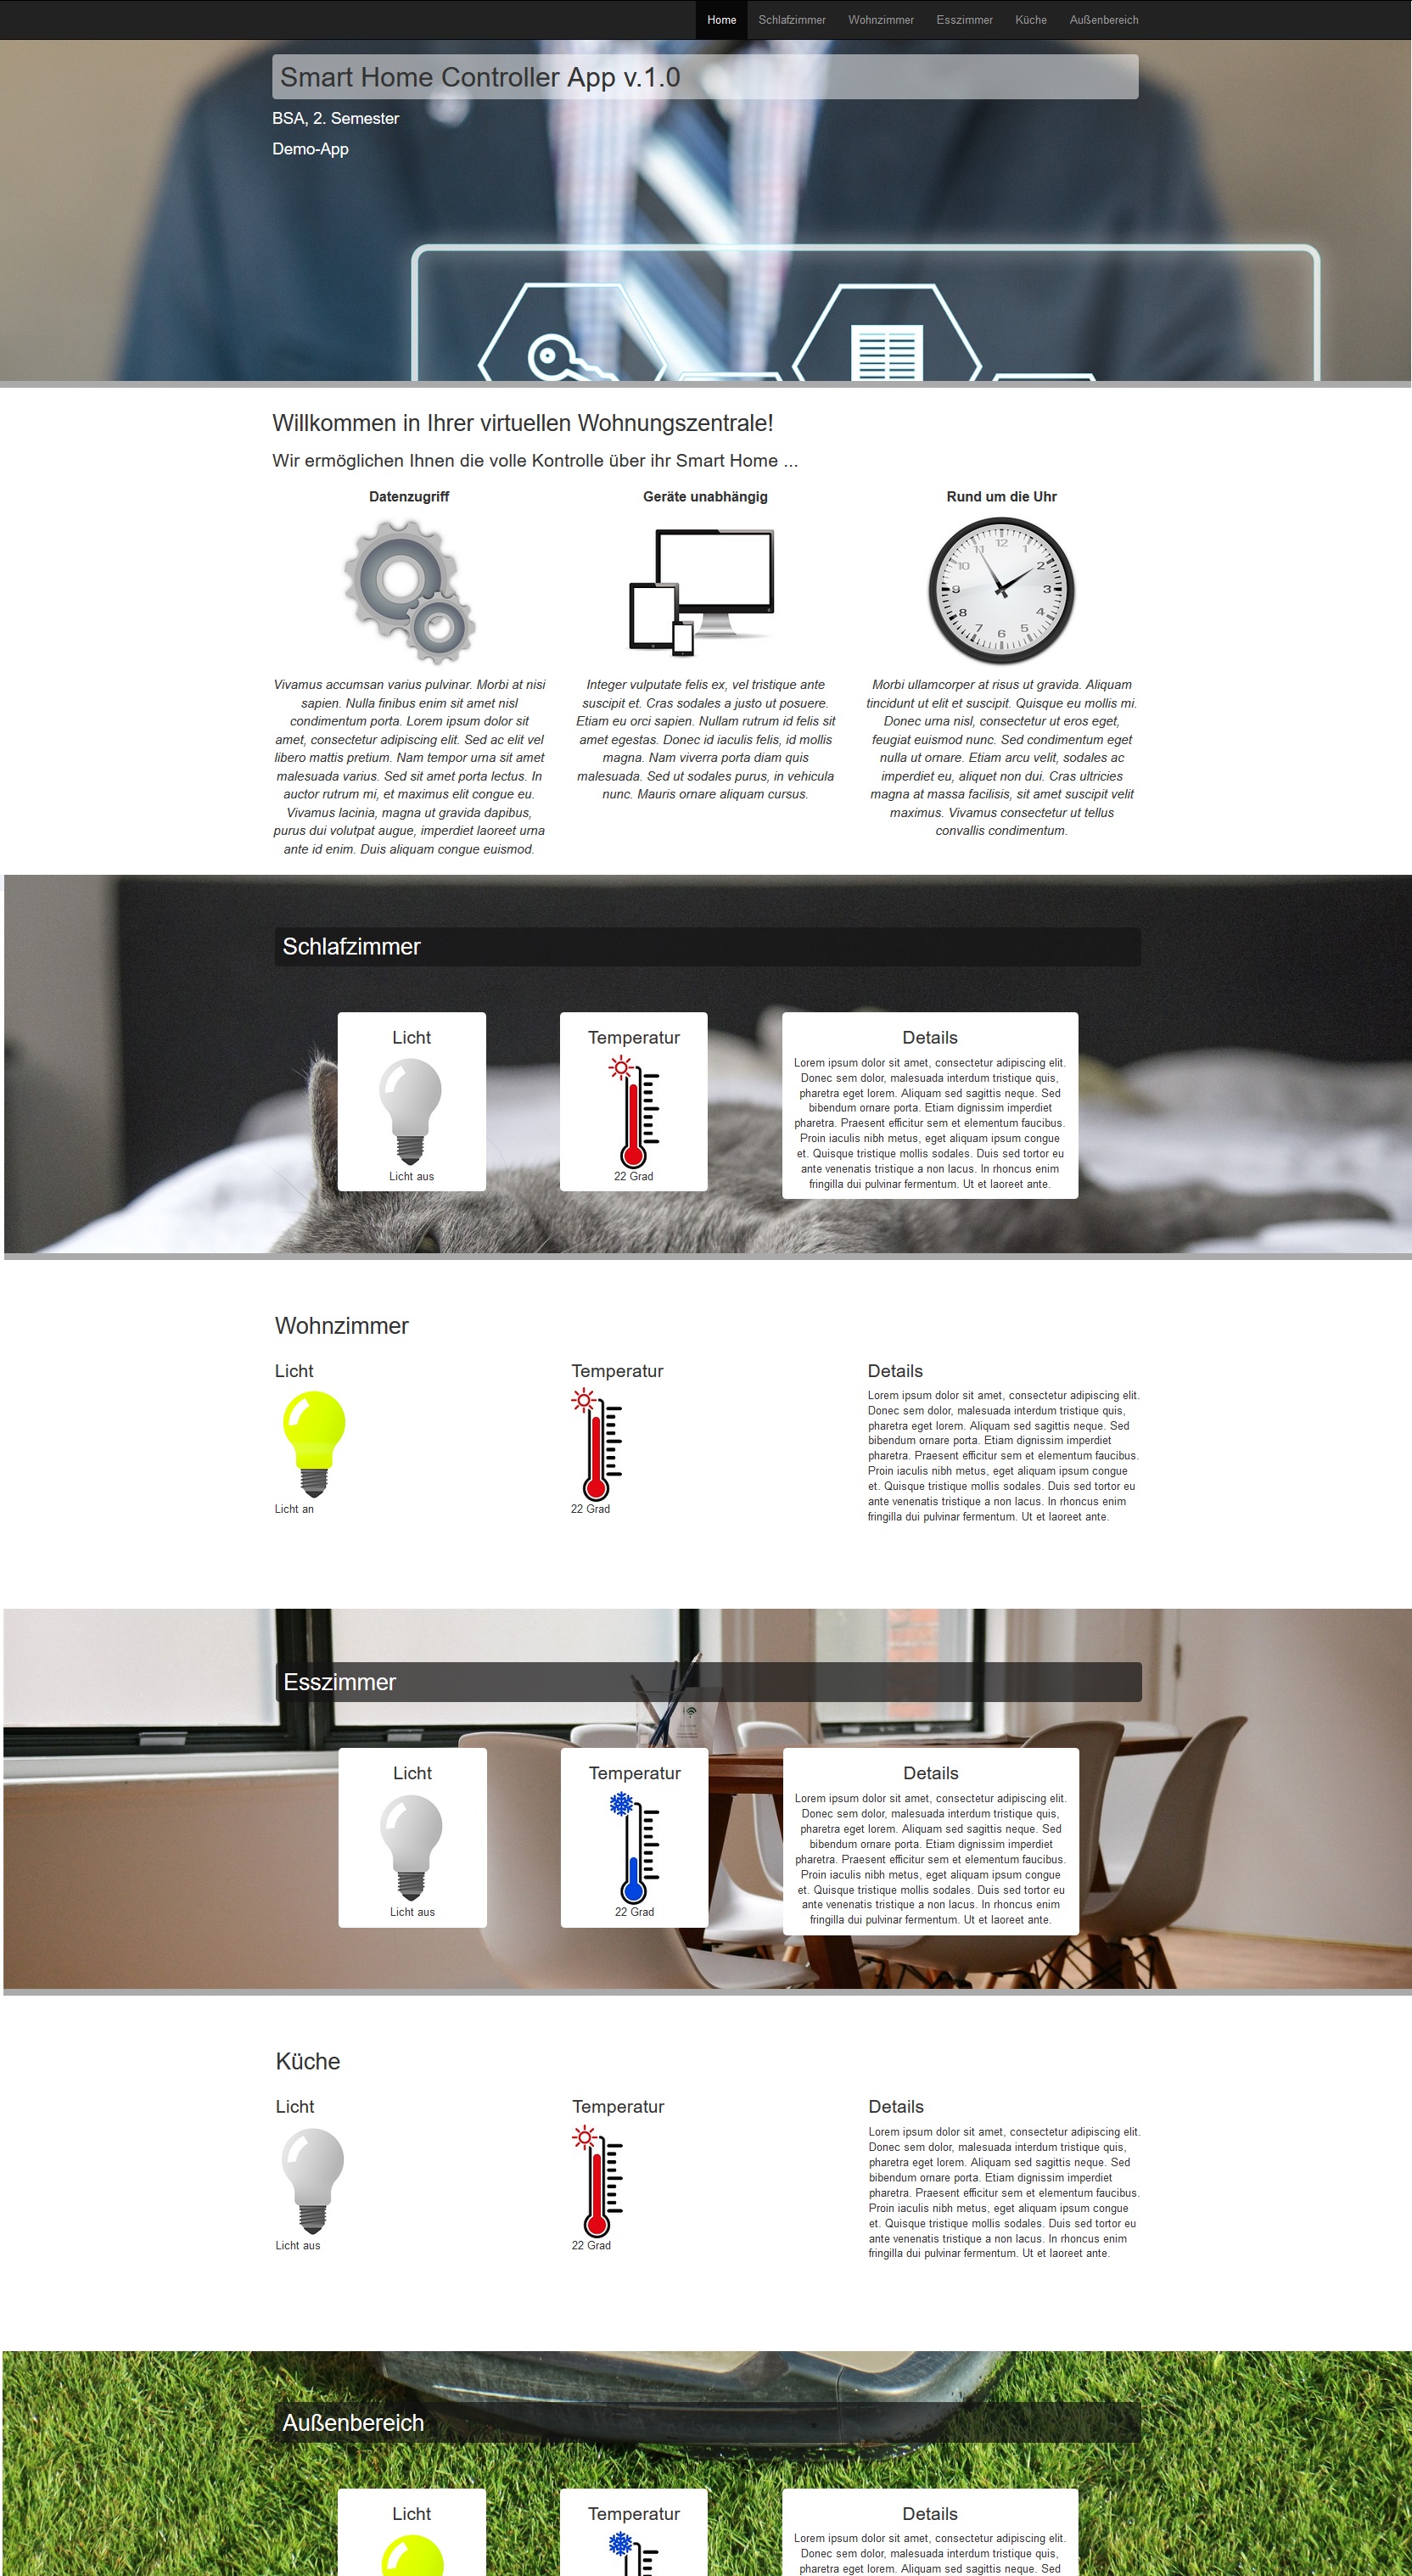 Home Schlafzimmer Wohnzimmer Esszimmer Küche Außenbereich
Smart Home Controller App v.1.0
BSA, 2. Semester
Demo-App
Willkommen in Ihrer virtuellen Wohnungszentrale!
Wir ermöglichen Ihnen die volle Kontrolle über ihr Smart Home ...
Datenzugriff
Vivamus accumsan varius pulvinar. Morbi at nisi
sapien. Nulla finibus enim sit amet nisl
condimentum porta. Lorem ipsum dolor sit
amet, consectetur adipiscing elit. Sed ac elit vel
libero mattis pretium. Nam tempor urna sit amet
malesuada varius. Sed sit amet porta lectus. In
auctor rutrum mi, et maximus elit congue eu.
Vivamus lacinia, magna ut gravida dapibus,
purus dui volutpat augue, imperdiet laoreet urna
ante id enim. Duis aliquam congue euismod.
Geräte unabhängig
Integer vulputate felis ex, vel tristique ante
suscipit et. Cras sodales a justo ut posuere.
Etiam eu orci sapien. Nullam rutrum id felis sit
amet egestas. Donec id iaculis felis, id mollis
magna. Nam viverra porta diam quis
malesuada. Sed ut sodales purus, in vehicula
nunc. Mauris ornare aliquam cursus.
Rund um die Uhr
12
1
2
3
4
5
6
7
8
9
10
11
Morbi ullamcorper at risus ut gravida. Aliquam
tincidunt ut elit et suscipit. Quisque eu mollis mi.
Donec urna nisl, consectetur ut eros eget,
feugiat euismod nunc. Sed condimentum eget
nulla ut ornare. Etiam arcu velit, sodales ac
imperdiet eu, aliquet non dui. Cras ultricies
magna at massa facilisis, sit amet suscipit velit
maximus. Vivamus consectetur ut tellus
convallis condimentum.
Schlafzimmer
Licht
Licht aus
Temperatur
22 Grad
Details
Lorem ipsum dolor sit amet, consectetur adipiscing elit.
Donec sem dolor, malesuada interdum tristique quis,
pharetra eget lorem. Aliquam sed sagittis neque. Sed
bibendum ornare porta. Etiam dignissim imperdiet
pharetra. Praesent efficitur sem et elementum faucibus.
Proin iaculis nibh metus, eget aliquam ipsum congue
et. Quisque tristique mollis sodales. Duis sed tortor eu
ante venenatis tristique a non lacus. In rhoncus enim
fringilla dui pulvinar fermentum. Ut et laoreet ante.
Wohnzimmer
Licht
Licht an
Temperatur
22 Grad
Details
Lorem ipsum dolor sit amet, consectetur adipiscing elit.
Donec sem dolor, malesuada interdum tristique quis,
pharetra eget lorem. Aliquam sed sagittis neque. Sed
bibendum ornare porta. Etiam dignissim imperdiet
pharetra. Praesent efficitur sem et elementum faucibus.
Proin iaculis nibh metus, eget aliquam ipsum congue
et. Quisque tristique mollis sodales. Duis sed tortor eu
ante venenatis tristique a non lacus. In rhoncus enim
fringilla dui pulvinar fermentum. Ut et laoreet ante.
Esszimmer
Licht
Licht aus
Temperatur
22 Grad
Details
Lorem ipsum dolor sit amet, consectetur adipiscing elit.
Donec sem dolor, malesuada interdum tristique quis,
pharetra eget lorem. Aliquam sed sagittis neque. Sed
bibendum ornare porta. Etiam dignissim imperdiet
pharetra. Praesent efficitur sem et elementum faucibus.
Proin iaculis nibh metus, eget aliquam ipsum congue
et. Quisque tristique mollis sodales. Duis sed tortor eu
ante venenatis tristique a non lacus. In rhoncus enim
fringilla dui pulvinar fermentum. Ut et laoreet ante.
Küche
Licht
Licht aus
Temperatur
22 Grad
Details
Lorem ipsum dolor sit amet, consectetur adipiscing elit.
Donec sem dolor, malesuada interdum tristique quis,
pharetra eget lorem. Aliquam sed sagittis neque. Sed
bibendum ornare porta. Etiam dignissim imperdiet
pharetra. Praesent efficitur sem et elementum faucibus.
Proin iaculis nibh metus, eget aliquam ipsum congue
et. Quisque tristique mollis sodales. Duis sed tortor eu
ante venenatis tristique a non lacus. In rhoncus enim
fringilla dui pulvinar fermentum. Ut et laoreet ante.
Außenbereich
Licht
Temperatur
Details
Lorem ipsum dolor sit amet, consectetur adipiscing elit.
Donec sem dolor, malesuada interdum tristique quis,
pharetra eget lorem. Aliquam sed sagittis neque. Sed